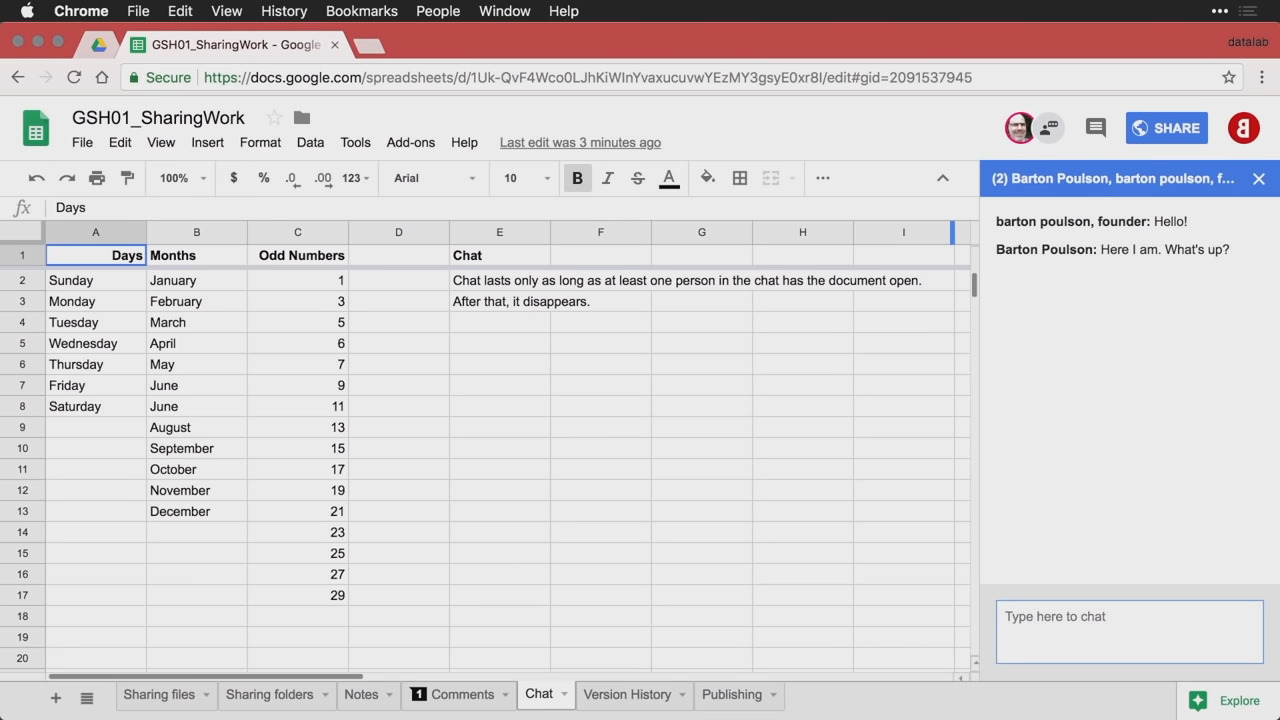 Chrome File Edit View History Bookmarks People Window Help
GSH01_SharingWork - Google
datalab
Secure https://docs.google.com/spreadsheets/d/1Uk-QvF4Wco0LJhKiWlnYvaxucuvwYEzMY3gsyE0xr8I/edit#gid=2091537945
GSH01_SharingWork
File Edit View Insert Format Data Tools Add-ons Help Last edit was 3 minutes ago
SHARE
100% $ % .0 .00 123 Arial 10 B I S A
(2) Barton Poulson, barton poulson, f...
fx Days
barton poulson, founder: Hello!
Barton Poulson: Here I am. What's up?
A B C D E F G H I
1 Days Months Odd Numbers Chat
2 Sunday January 1 Chat lasts only as long as at least one person in the chat has the document open.
3 Monday February 3 After that, it disappears.
4 Tuesday March 5
5 Wednesday April 6
6 Thursday May 7
7 Friday June 9
8 Saturday June 11
9 August 13
10 September 15
11 October 17
12 November 19
13 December 21
14 23
15 25
16 27
17 29
18
19
20
Type here to chat
Sharing files Sharing folders Notes 1 Comments Chat Version History Publishing
Explore